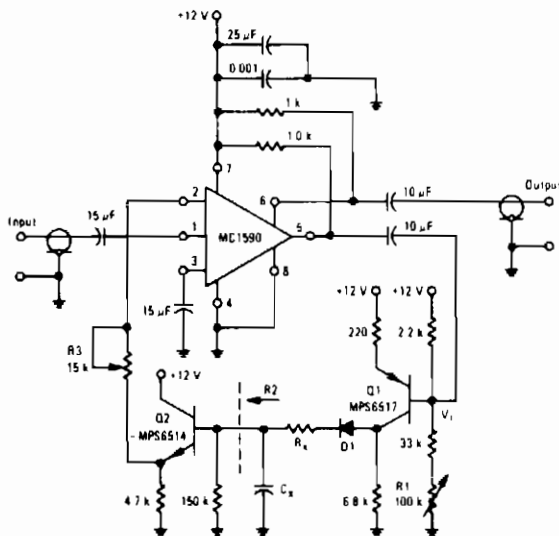 +12 V
25 µF
0.001
1 k
1.0 k
7
2
6
10 µF
Output
Input
15 µF
1
MC1590
5
10 µF
3
8
4
15 µF
+12 V
+12 V
R3
15 k
+12 V
R2
220
2.2 k
Q1
MPS6517
V
Q2
MPS6514
Rx
D1
33 k
R1
100 k
4.7 k
150 k
Cx
6.8 k